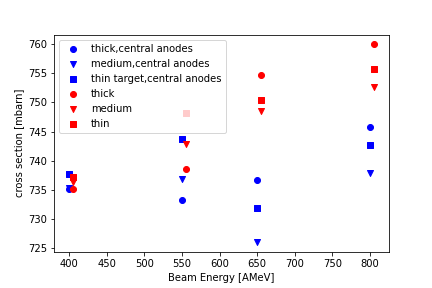 thick,central anodes
medium,central anodes
thin target,central anodes
thick
medium
thin
cross section [mbarn]
760
755
750
745
740
735
730
725
400 450 500 550 600 650 700 750 800
Beam Energy [AMeV]